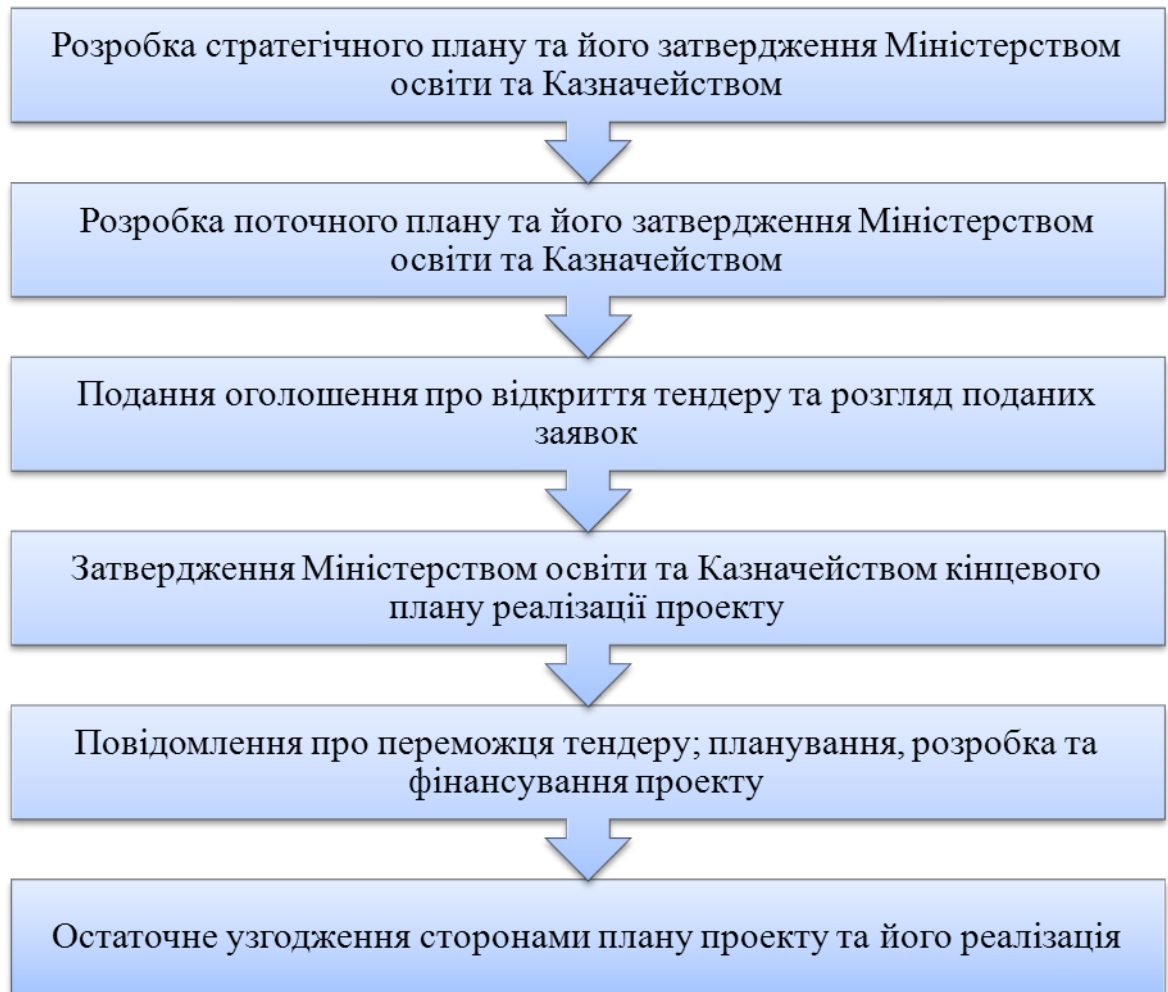 Розробка стратегічного плану та його затвердження Міністерством
освіти та Казначейством
Розробка поточного плану та його затвердження Міністерством
освіти та Казначейством
Подання оголошення про відкриття тендеру та розгляд поданих
заявок
Затвердження Міністерством освіти та Казначейством кінцевого
плану реалізації проекту
Повідомлення про переможця тендеру; планування, розробка та
фінансування проекту
Остаточне узгодження сторонами плану проекту та його реалізація